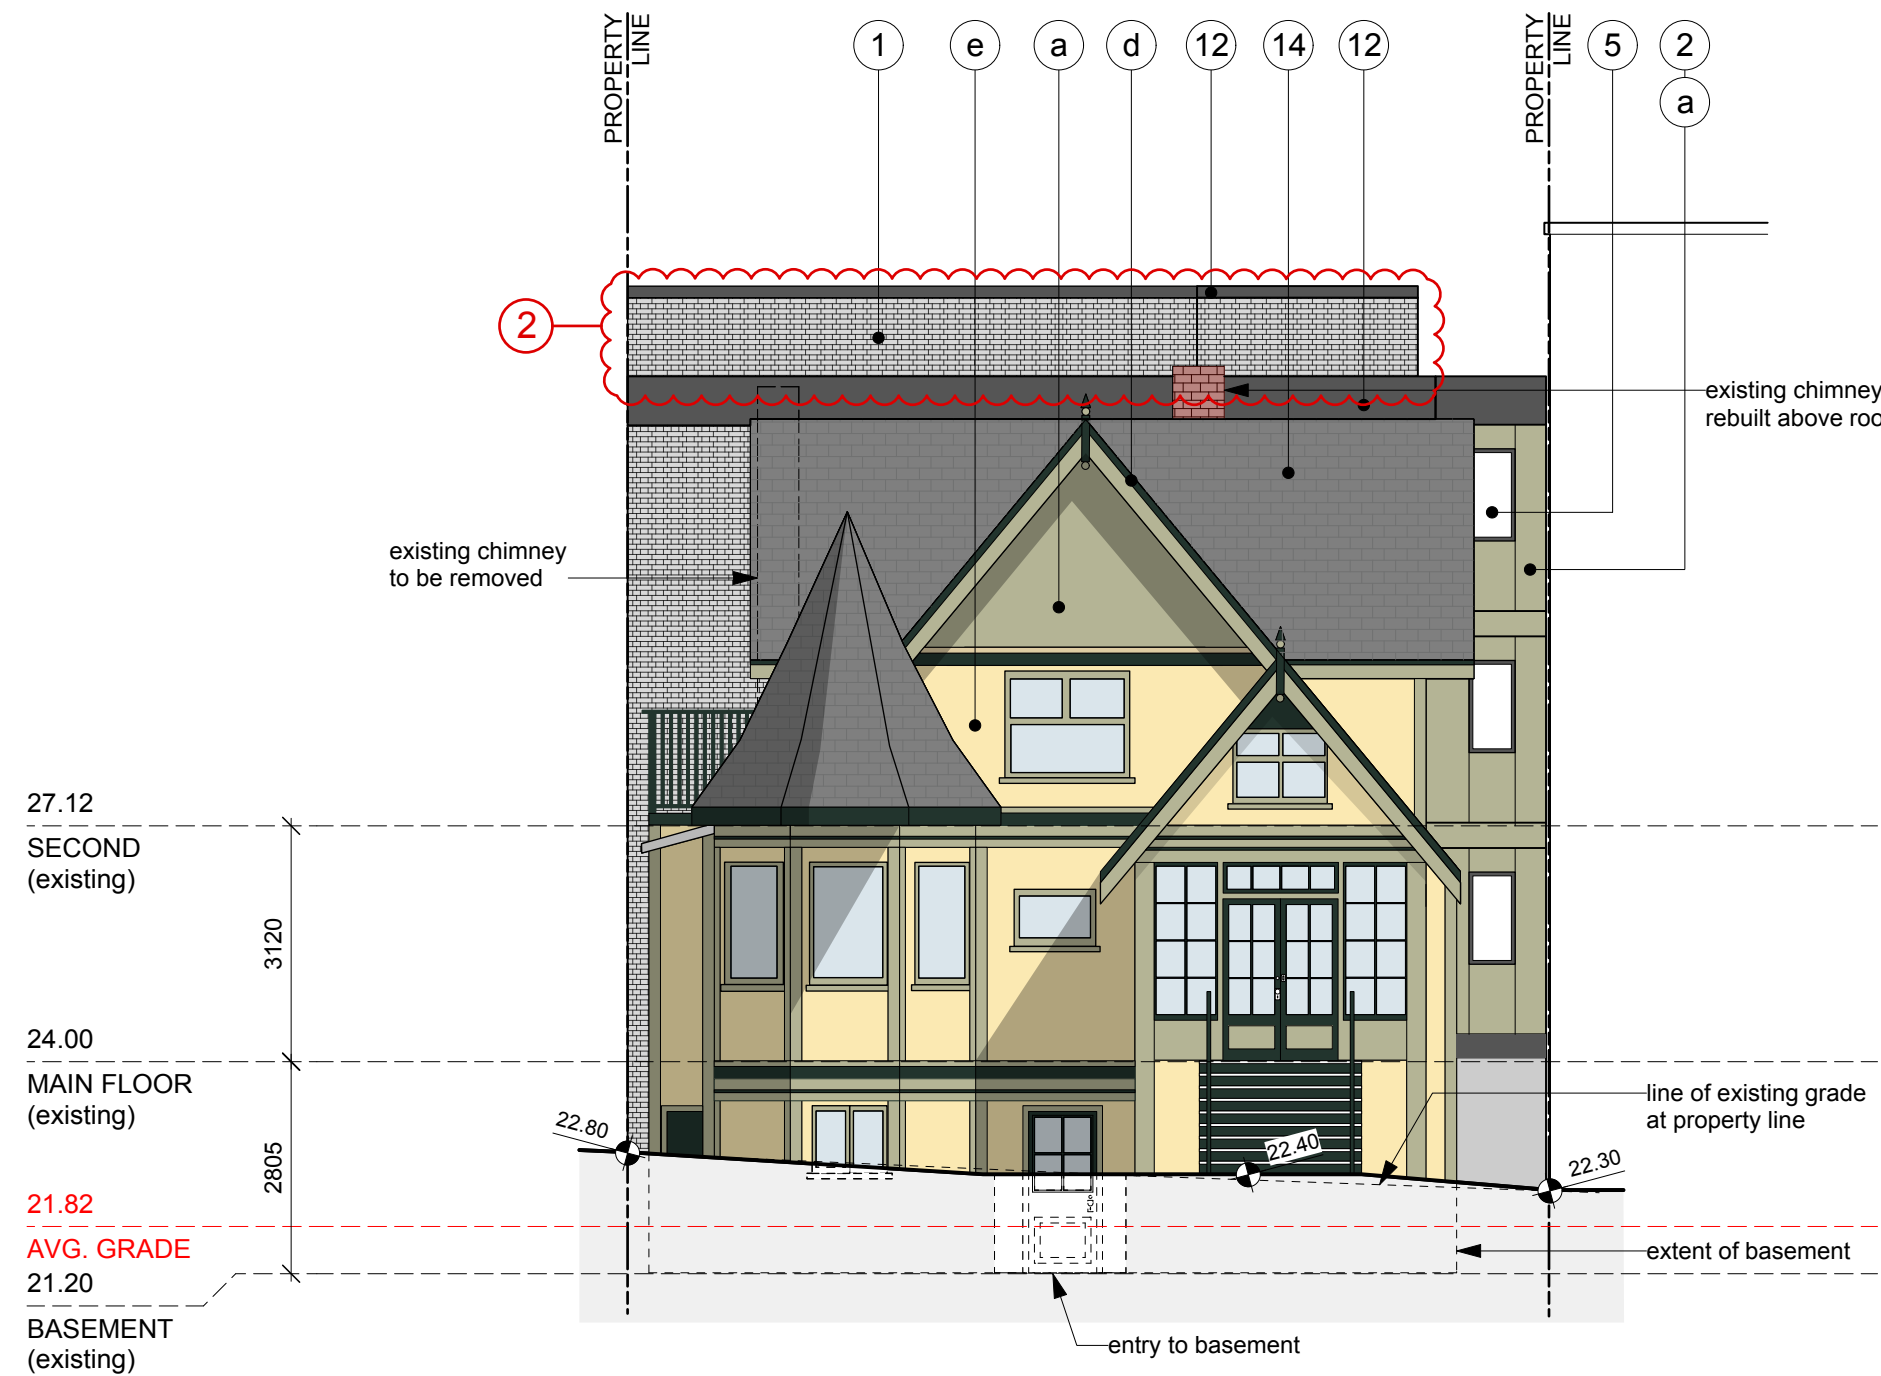 PROPERTY
LINE
1
e
a
d
12
14
12
PROPERTY
LINE
5
2
a
2
existing chimney
rebuilt above roo
existing chimney
to be removed
27.12
SECOND
(existing)
3120
24.00
MAIN FLOOR
(existing)
22.80
2805
22.40
22.30
line of existing grade
at property line
21.82
AVG. GRADE
21.20
BASEMENT
(existing)
extent of basement
entry to basement